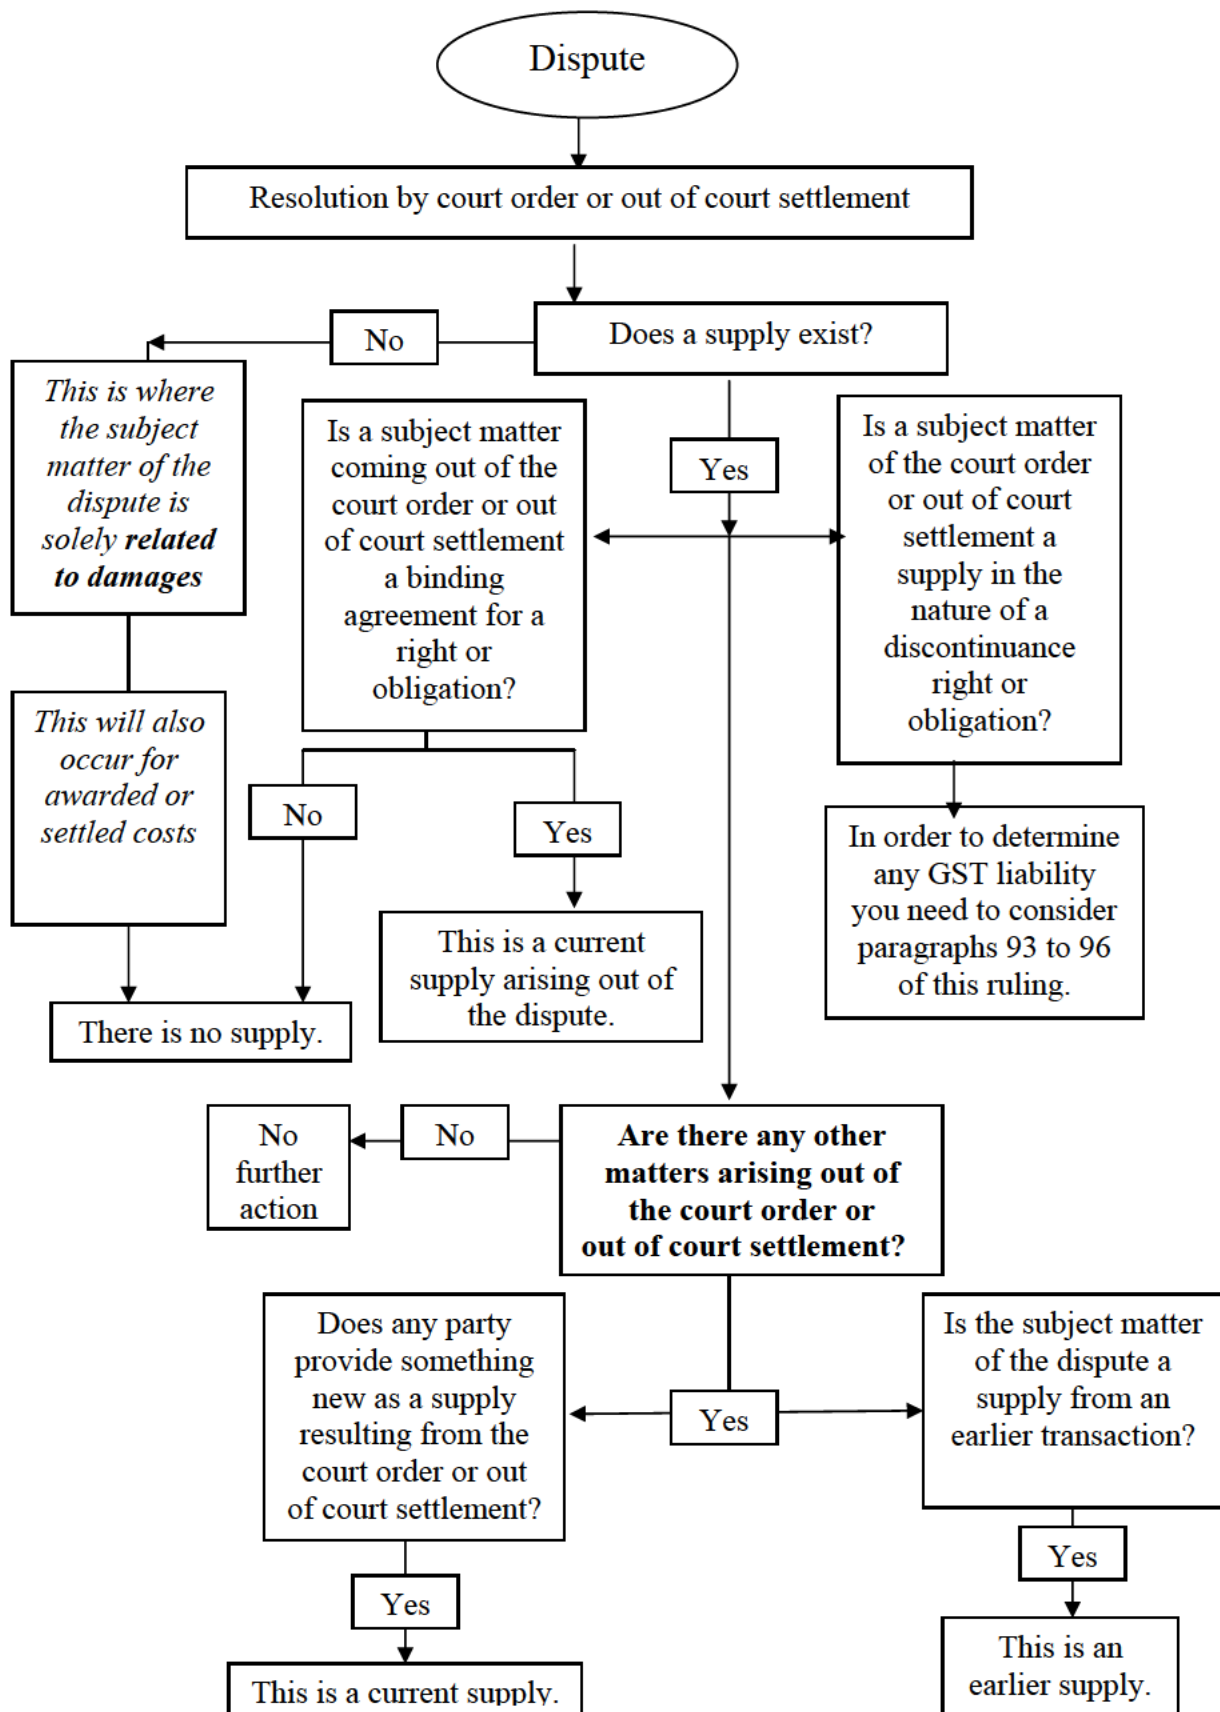 Dispute
Resolution by court order or out of court settlement
Does a supply exist?
No
This is where
the subject
matter of the
dispute is
solely related
to damages
Is a subject matter
coming out of the
court order or out
of court settlement
a binding
agreement for a
right or
obligation?
Yes
Is a subject matter
of the court order
or out of court
settlement a
supply in the
nature of a
discontinuance
right or
obligation?
This will also
occur for
awarded or
settled costs
No
Yes
In order to determine
any GST liability
you need to consider
paragraphs 93 to 96
of this ruling.
This is a current
supply arising out of
the dispute.
There is no supply.
No
further
action
No
Are there any other
matters arising out of
the court order or
out of court settlement?
Does any party
provide something
new as a supply
resulting from the
court order or out
of court settlement?
Yes
Is the subject matter
of the dispute a
supply from an
earlier transaction?
Yes
Yes
This is a current supply.
This is an
earlier supply.